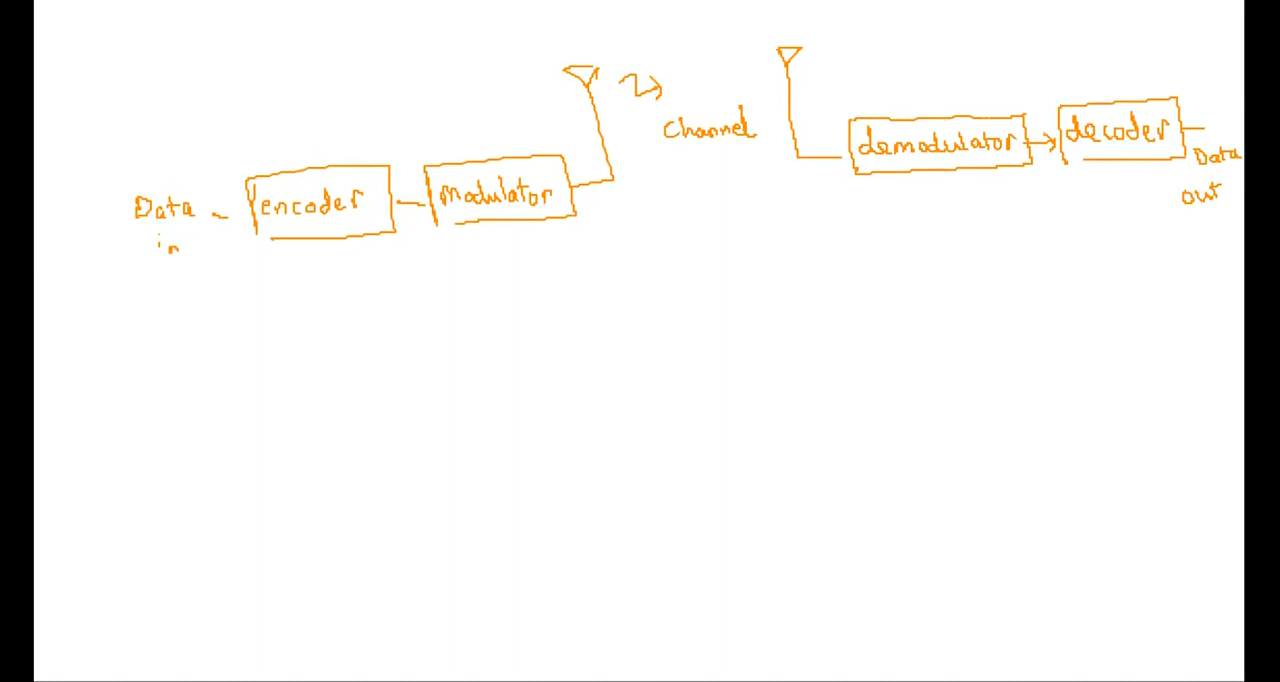 Channel
demodulator
decoder
Data
out
Data
in
encoder
Modulator